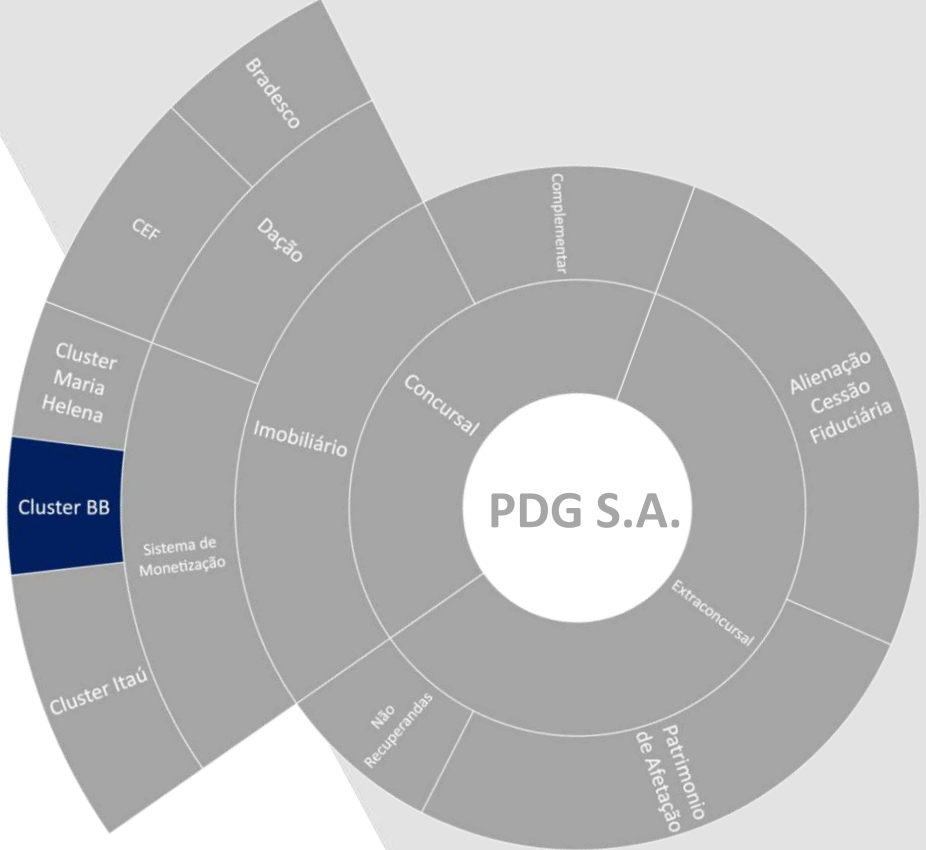 Bradesco
CEF
Dação
Complementar
Cluster
Maria
Helena
Concursal
Alienação
Cessão
Fiduciária
Imobiliário
Cluster BB
PDG S.A.
Sistema de
Monetização
Extraconcursal
Cluster Itaú
Não
Recuperandas
Patrimonio
de Afetação